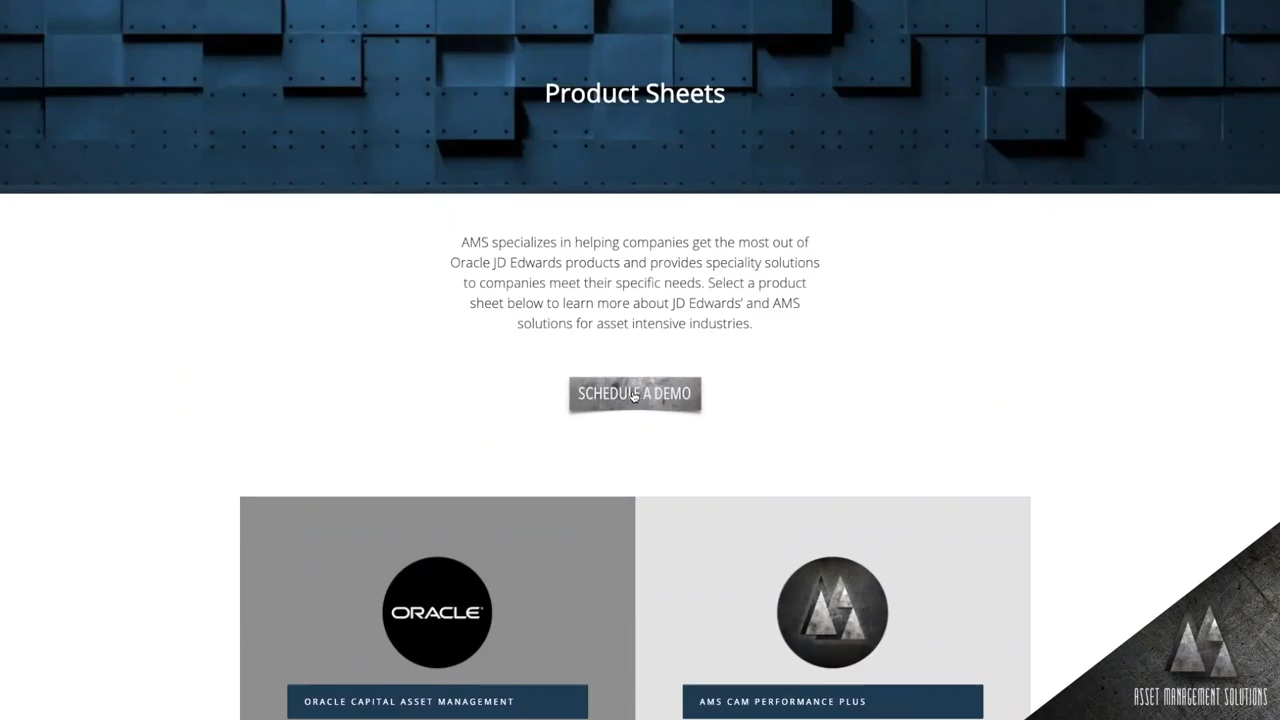 Product Sheets
AMS specializes in helping companies get the most out of
Oracle JD Edwards products and provides speciality solutions
to companies meet their specific needs. Select a product
sheet below to learn more about JD Edwards' and AMS
solutions for asset intensive industries.
SCHEDULE A DEMO
ORACLE
ORACLE CAPITAL ASSET MANAGEMENT
AMS CAM PERFORMANCE PLUS
ASSET MANAGEMENT SOLUTIONS